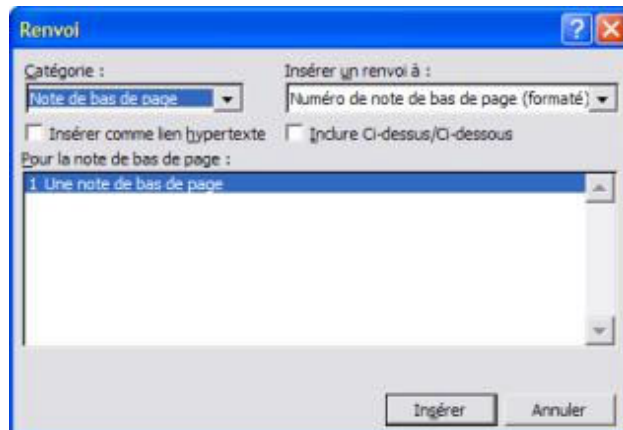 Renvoi
Catégorie : Insérer un renvoi à :
Note de bas de page Numéro de note de bas de page (formaté)
Insérer comme lien hypertexte Inclure Ci-dessus/Ci-dessous
Pour la note de bas de page :
1 Une note de bas de page
Insérer Annuler